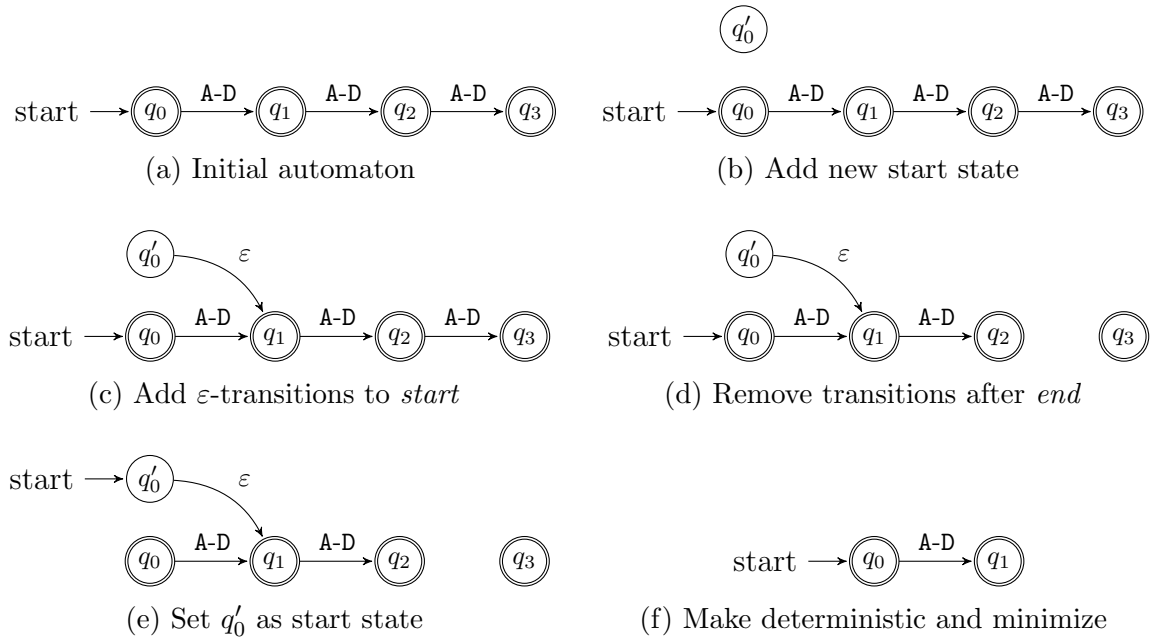 q′0
start q0 A-D q1 A-D q2 A-D q3
(a) Initial automaton
start q0 A-D q1 A-D q2 A-D q3
(b) Add new start state
q′0 ε
start q0 A-D q1 A-D q2 A-D q3
(c) Add ε-transitions to start
q′0 ε
start q0 A-D q1 A-D q2 q3
(d) Remove transitions after end
start q′0 ε
q0 A-D q1 A-D q2 q3
(e) Set q′0 as start state
start q0 A-D q1
(f) Make deterministic and minimize